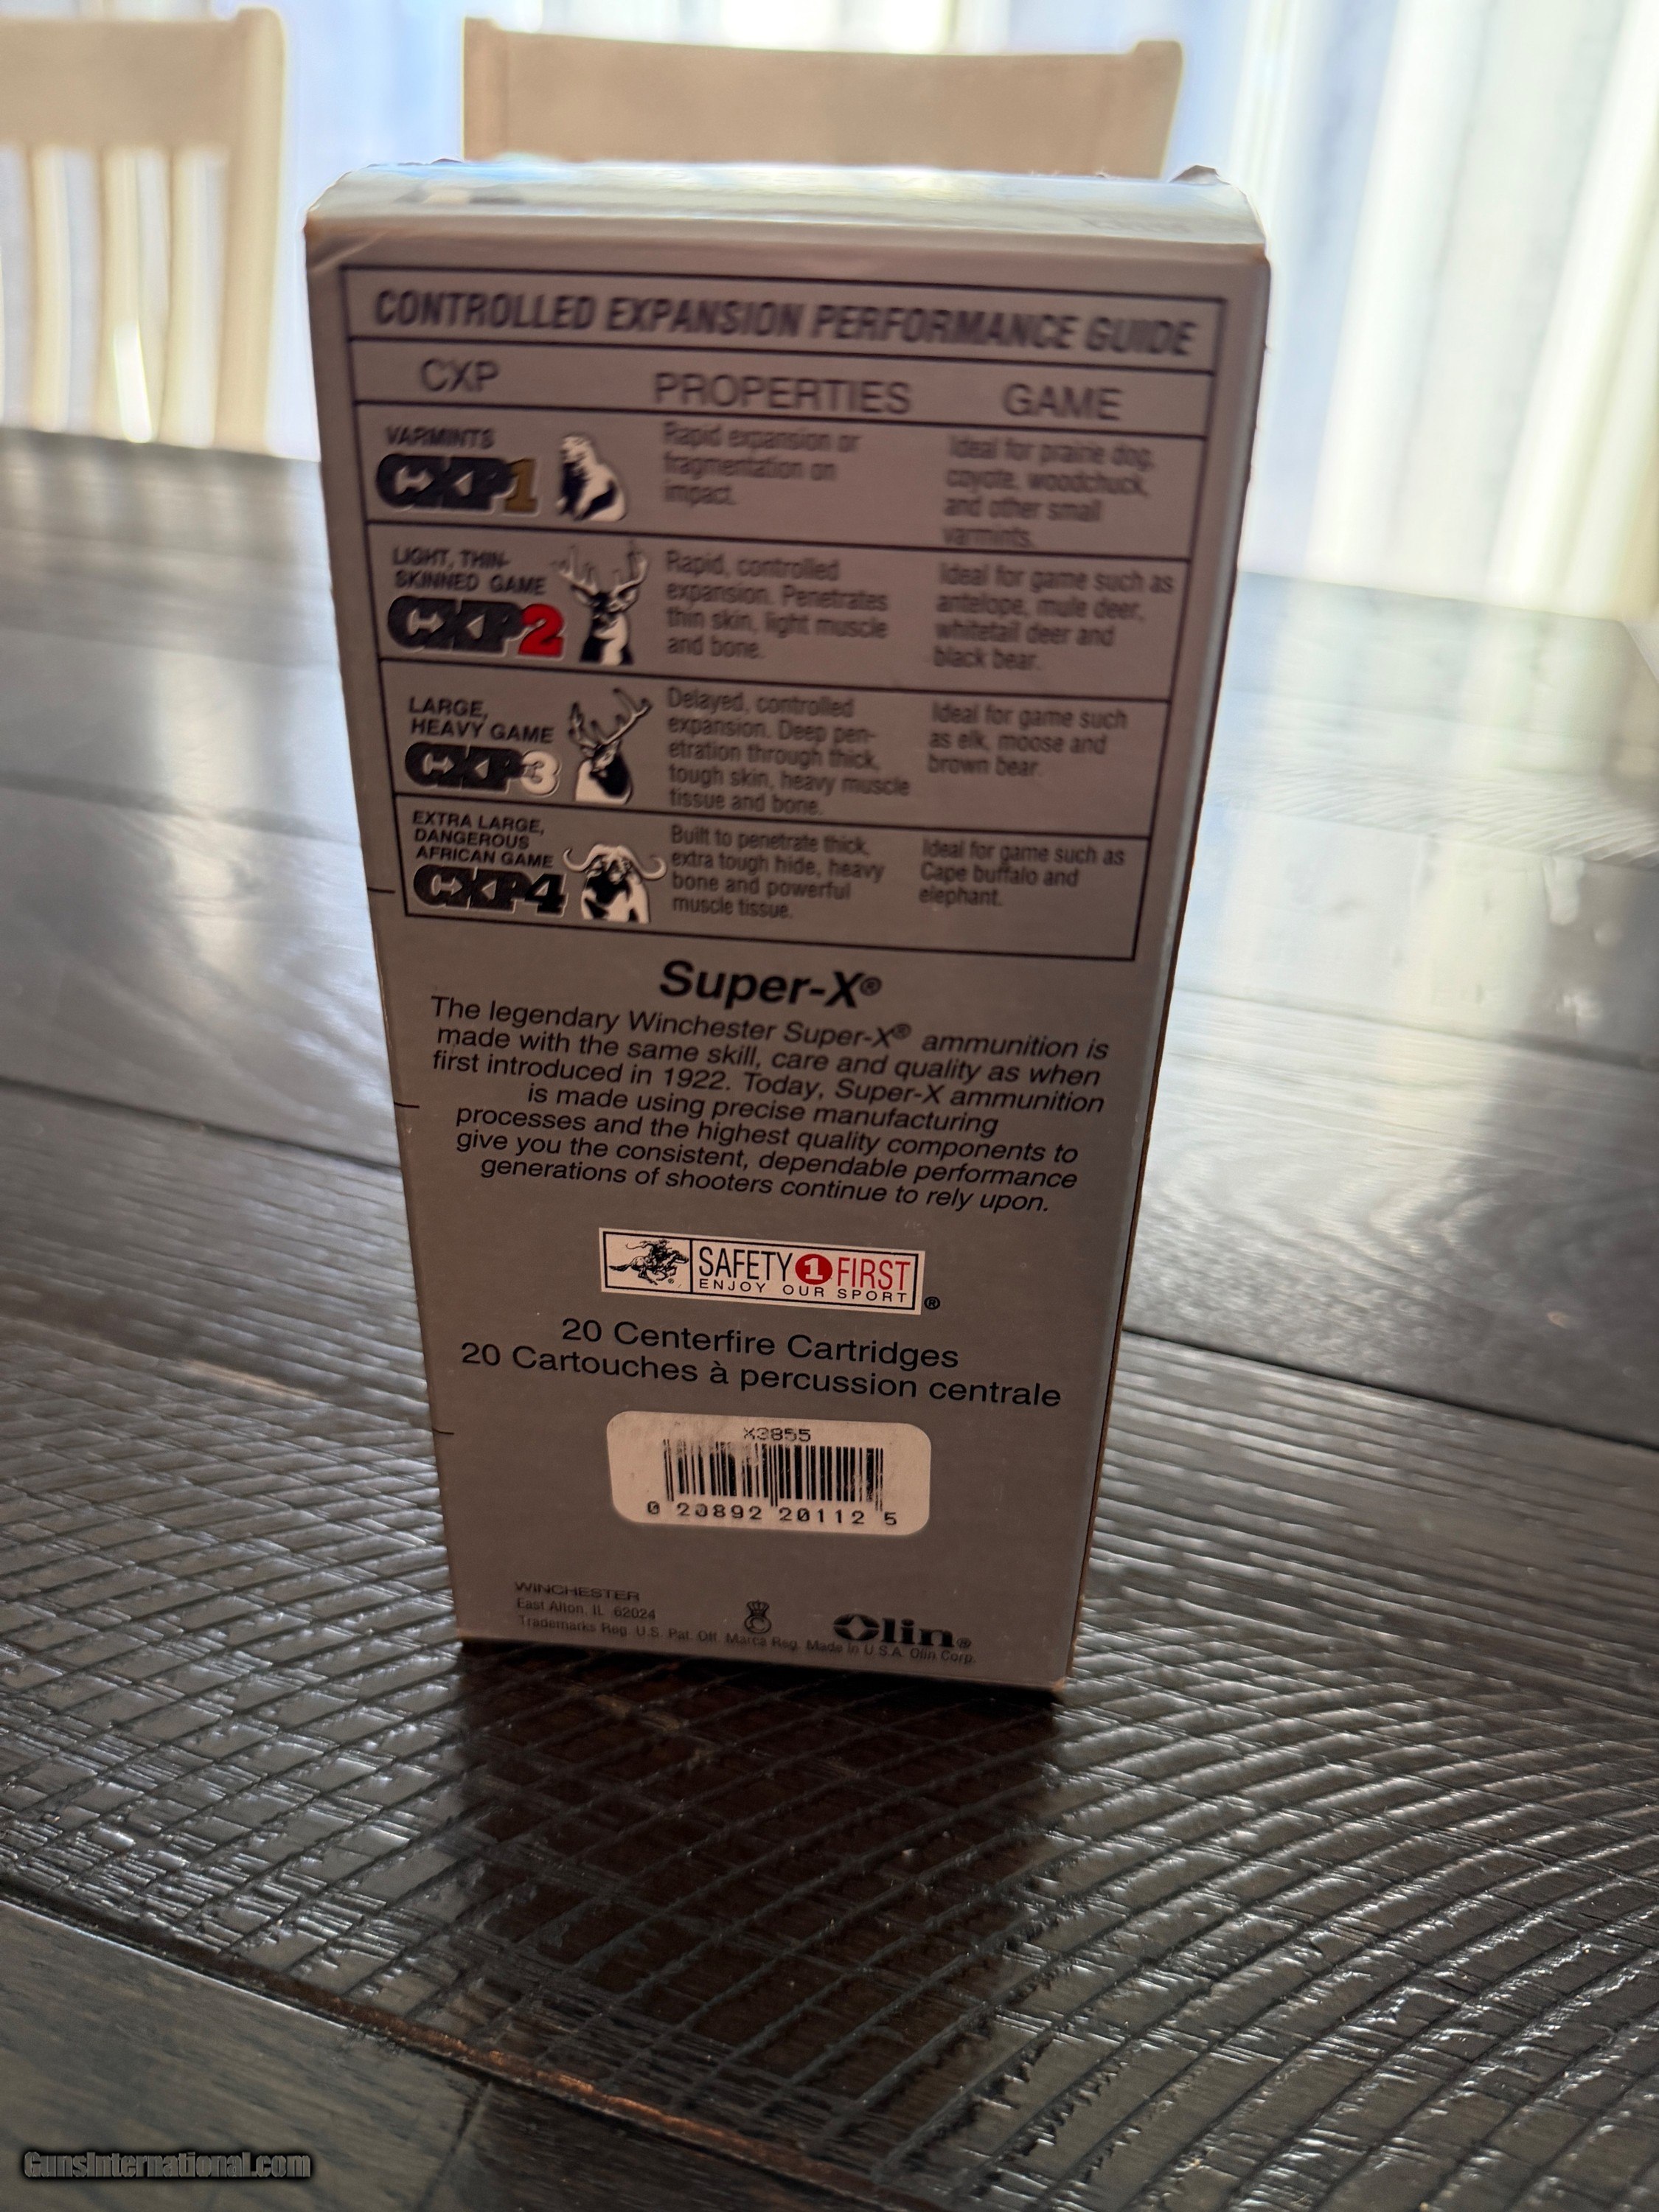 CONTROLLED EXPANSION PERFORMANCE GUIDE
CXP PROPERTIES GAME
VARMINTS
CXP1
Rapid expansion or
fragmentation on
impact.
Ideal for prairie dog,
coyote, woodchuck,
and other small
varmints.
LIGHT, THIN-
SKINNED GAME
CXP2
Rapid, controlled
expansion. Penetrates
thin skin, light muscle
and bone.
Ideal for game such as
antelope, mule deer,
whitetail deer and
black bear.
LARGE,
HEAVY GAME
CXP3
Delayed, controlled
expansion. Deep pen-
etration through thick,
tough skin, heavy muscle
tissue and bone.
Ideal for game such
as elk, moose and
brown bear.
EXTRA LARGE,
DANGEROUS
AFRICAN GAME
CXP4
Built to penetrate thick,
extra tough hide, heavy
bone and powerful
muscle tissue.
Ideal for game such as
Cape buffalo and
elephant.
Super-X®
The legendary Winchester Super-X® ammunition is
made with the same skill, care and quality as when
first introduced in 1922. Today, Super-X ammunition
is made using precise manufacturing
processes and the highest quality components to
give you the consistent, dependable performance
generations of shooters continue to rely upon.
SAFETY 1 FIRST
ENJOY OUR SPORT ®
20 Centerfire Cartridges
20 Cartouches à percussion centrale
X3855
0 20892 20112 5
WINCHESTER
East Alton, IL 62024
Olin®
Trademarks Reg. U.S. Pat. Off. Marca Reg. Made in U.S.A. Olin Corp.
GunsInternational.com